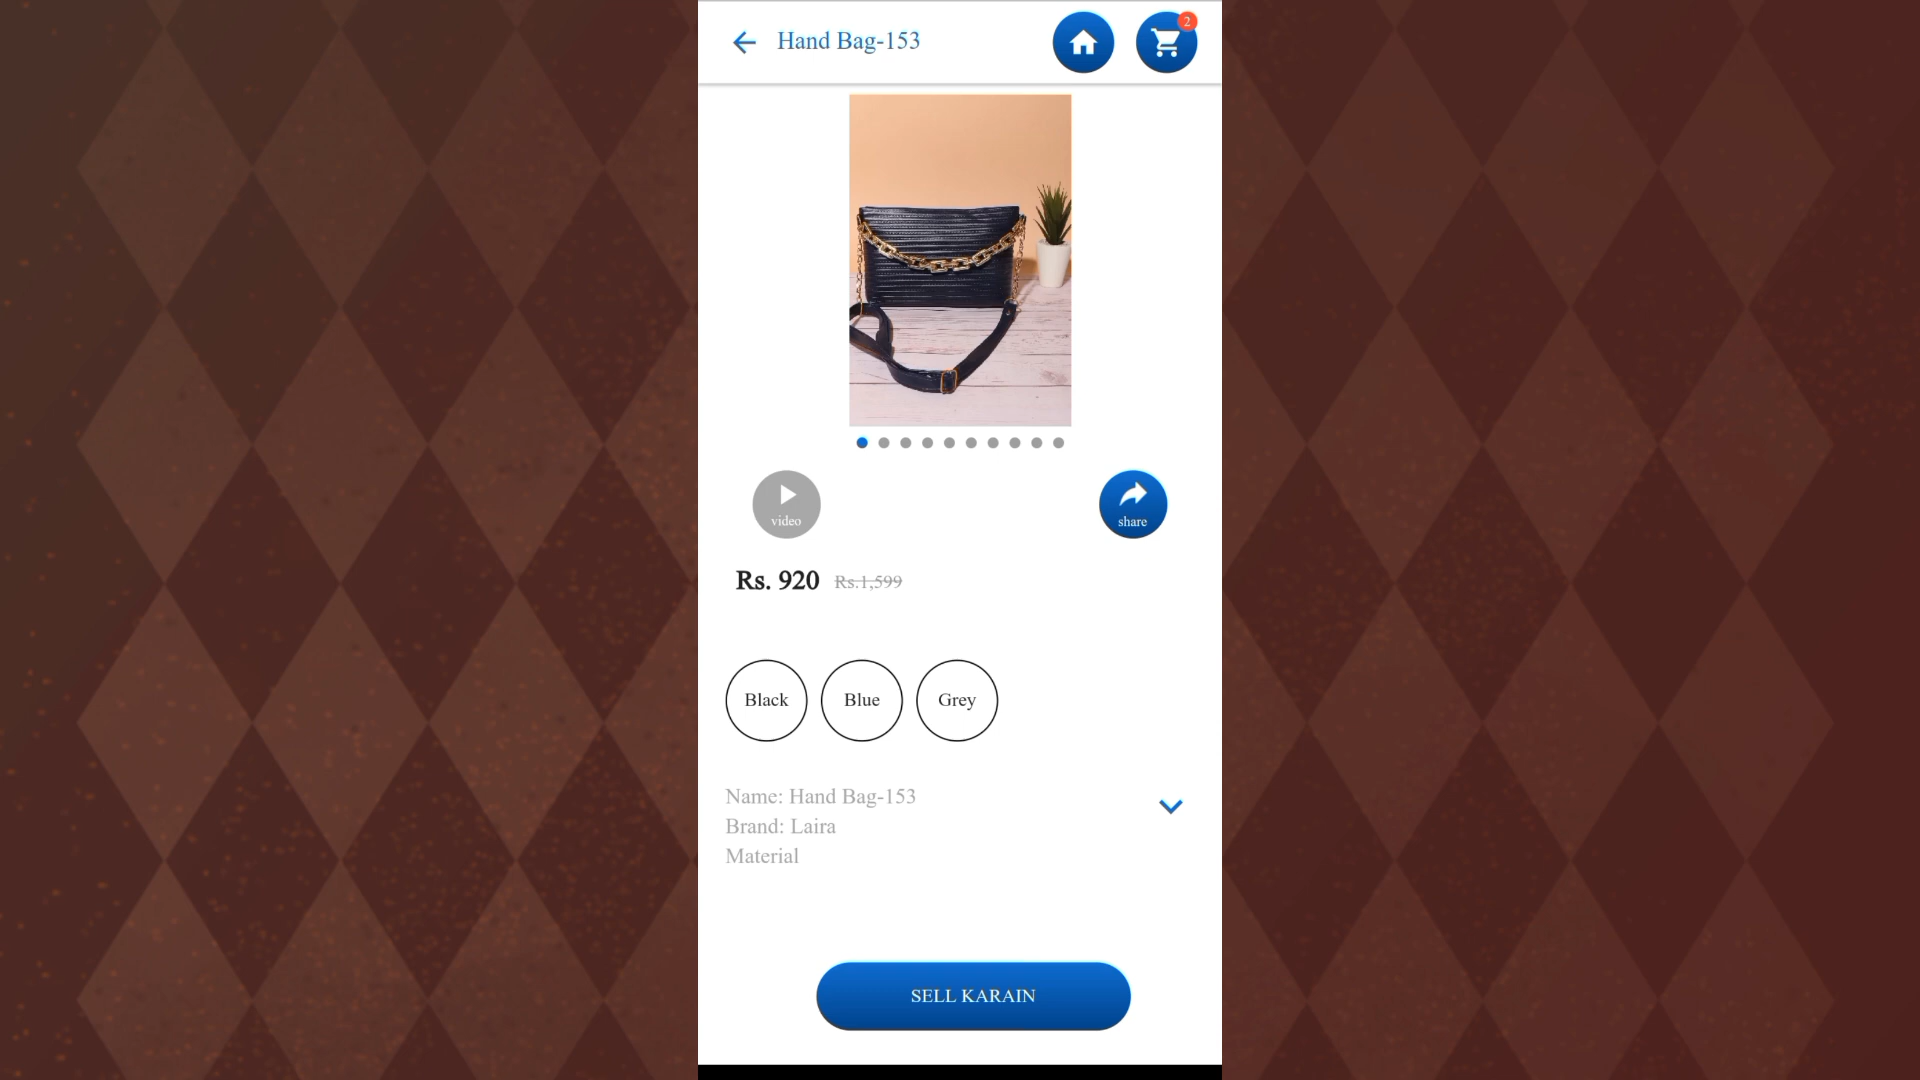 Hand Bag-153
2
video
share
Rs. 920 Rs.1,599
Black Blue Grey
Name: Hand Bag-153
Brand: Laira
Material
SELL KARAIN